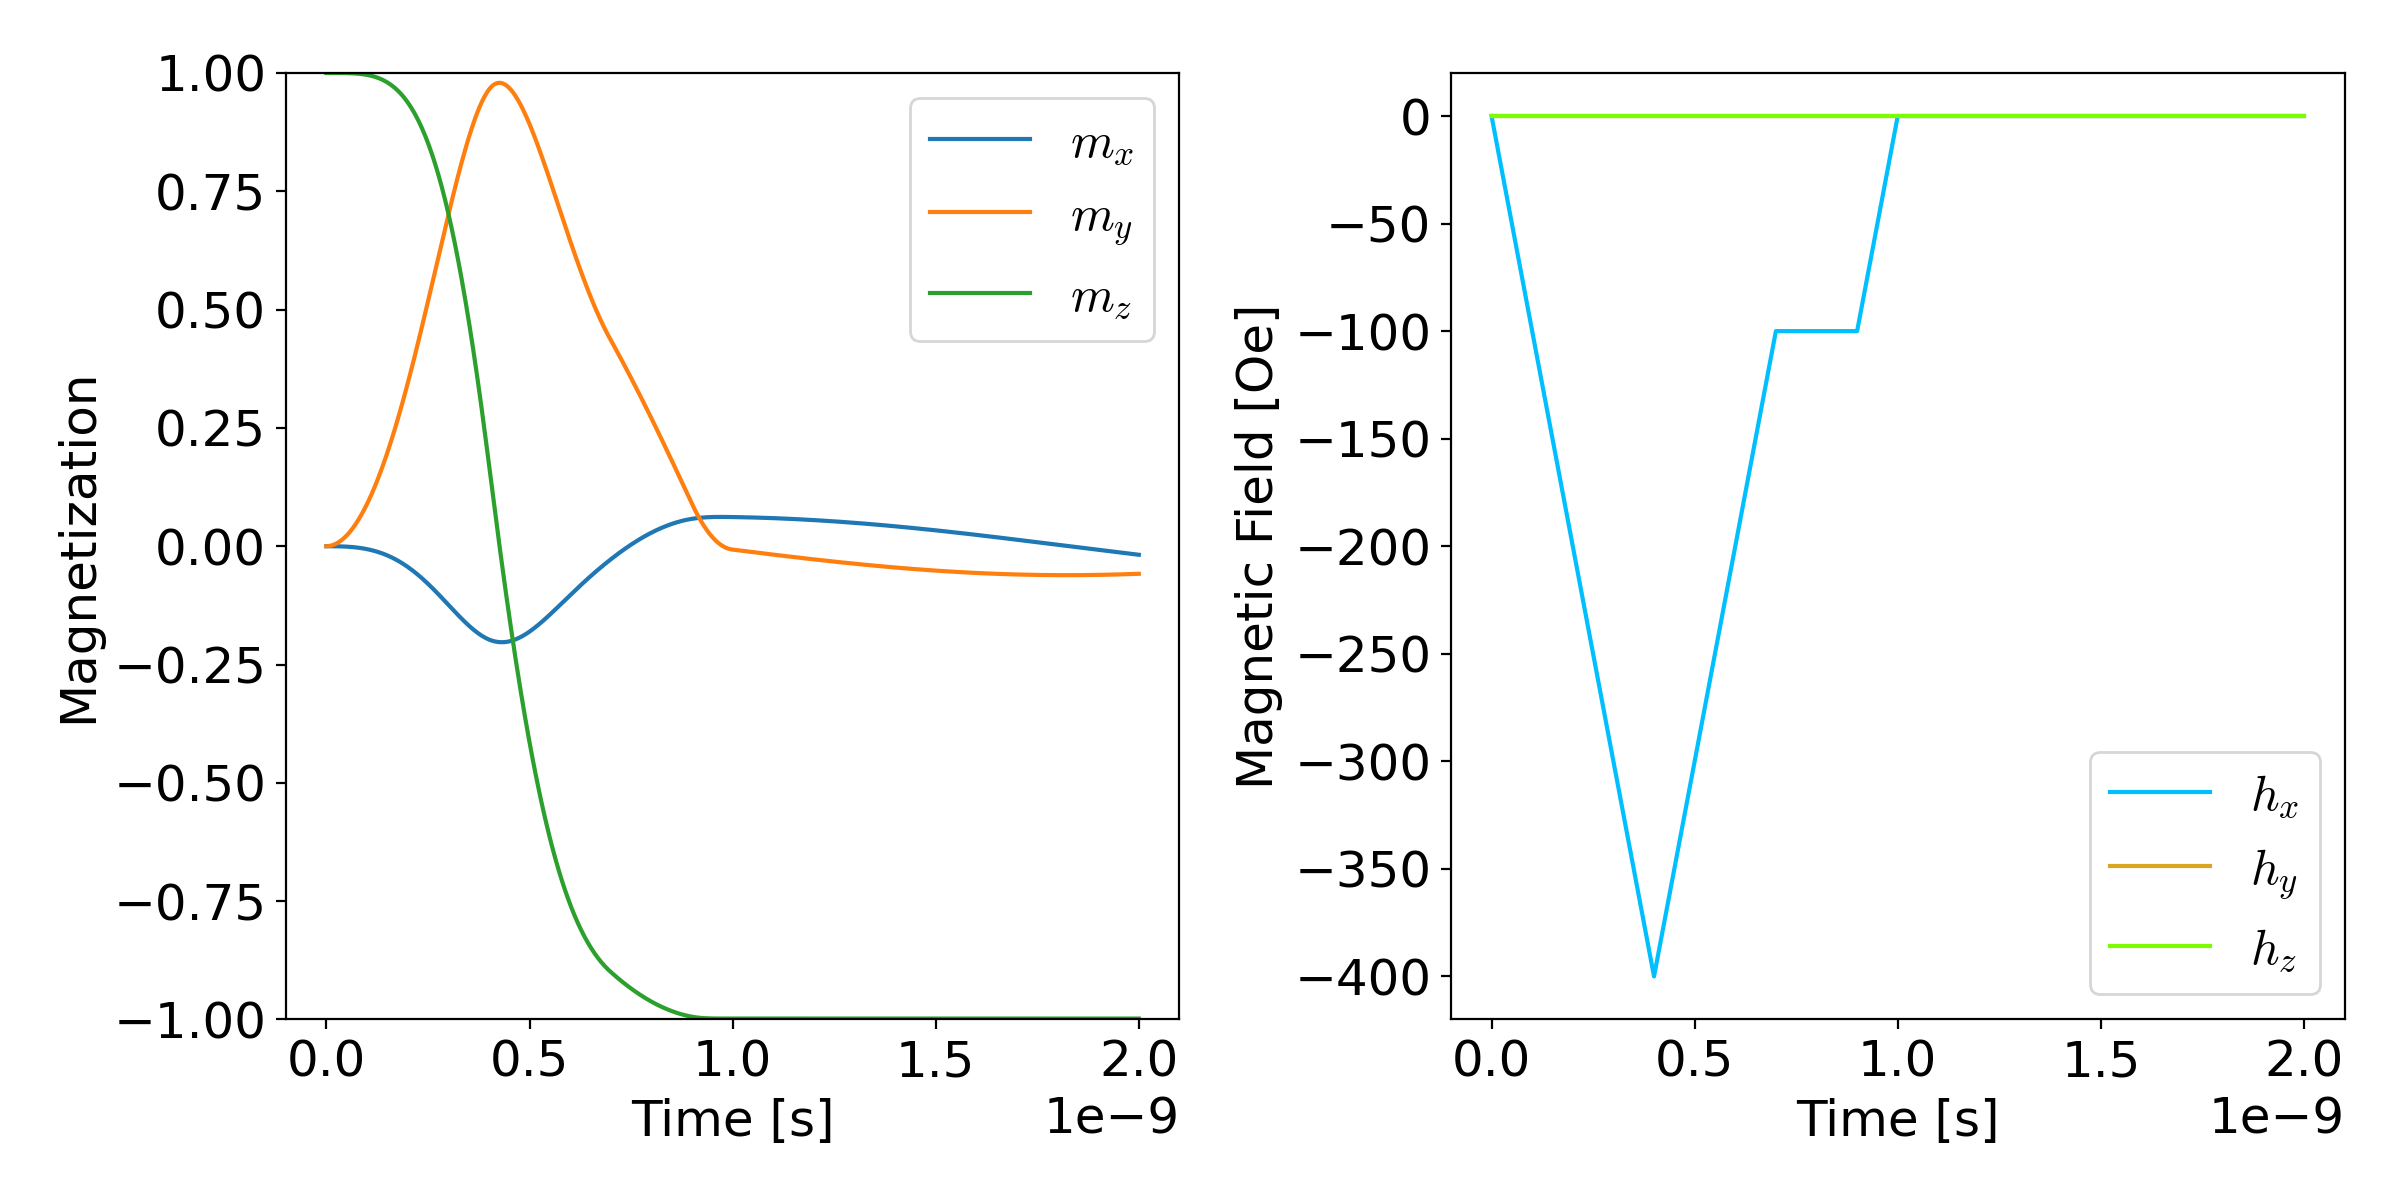 1.00
0.75
0.50
0.25
0.00
−0.25
−0.50
−0.75
−1.00
Magnetization
0.0 0.5 1.0 1.5 2.0
Time [s]
1e−9
m_x
m_y
m_z
0
−50
−100
−150
−200
−250
−300
−350
−400
Magnetic Field [Oe]
0.0 0.5 1.0 1.5 2.0
Time [s]
1e−9
h_x
h_y
h_z